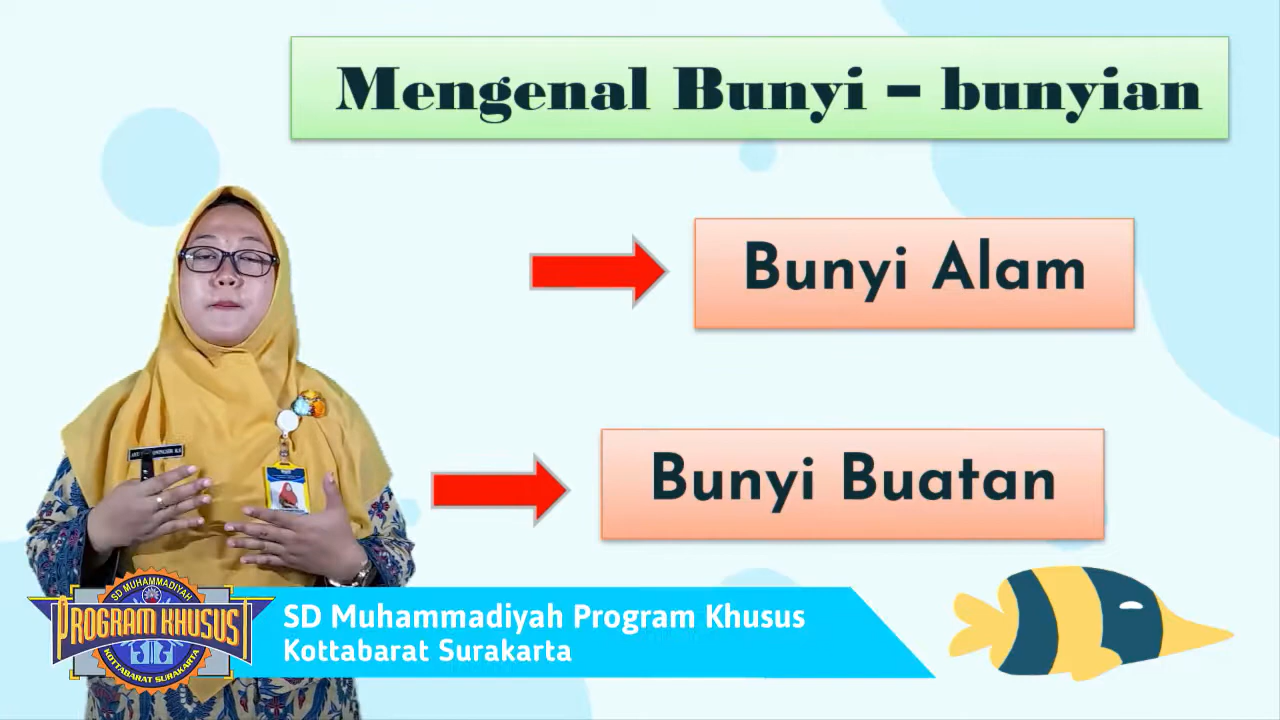 Mengenal Bunyi – bunyian
Bunyi Alam
Bunyi Buatan
SD MUHAMMADIYAH
PROGRAM KHUSUS
KOTTABARAT SURAKARTA
SD Muhammadiyah Program Khusus
Kottabarat Surakarta